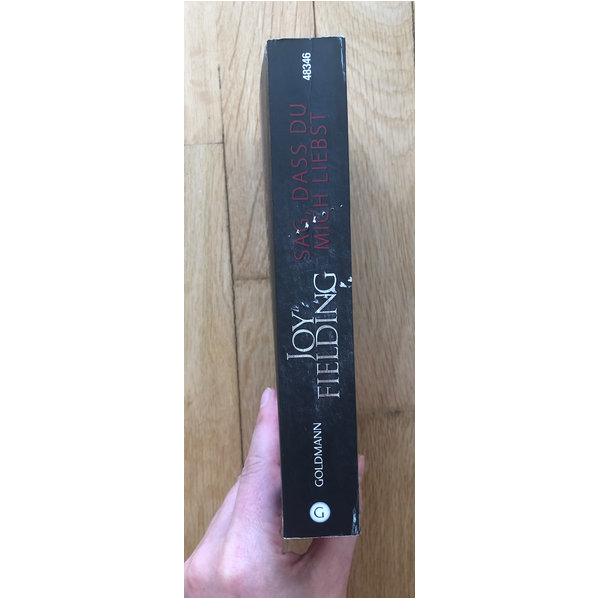 48346
SAG, DASS DU
MICH LIEBST
JOY
FIELDING
GOLDMANN
G